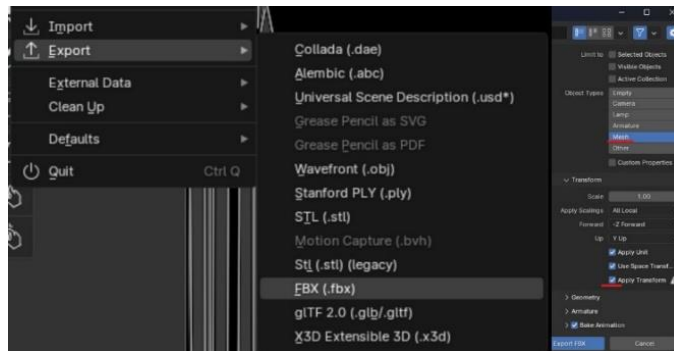 Import
Export
External Data
Clean Up
Defaults
Quit Ctrl Q
Collada (.dae)
Alembic (.abc)
Universal Scene Description (.usd*)
Grease Pencil as SVG
Grease Pencil as PDF
Wavefront (.obj)
Stanford PLY (.ply)
STL (.stl)
Motion Capture (.bvh)
Stl (.stl) (legacy)
FBX (.fbx)
glTF 2.0 (.glb/.gltf)
X3D Extensible 3D (.x3d)
Limit to Selected Objects
Visible Objects
Active Collection
Object Types Empty
Camera
Lamp
Armature
Mesh
Other
Custom Properties
Transform
Scale 1.00
Apply Scalings All Local
Forward -Z Forward
Up Y Up
Apply Unit
Use Space Transf...
Apply Transform
Geometry
Armature
Bake Animation
Export FBX Cancel